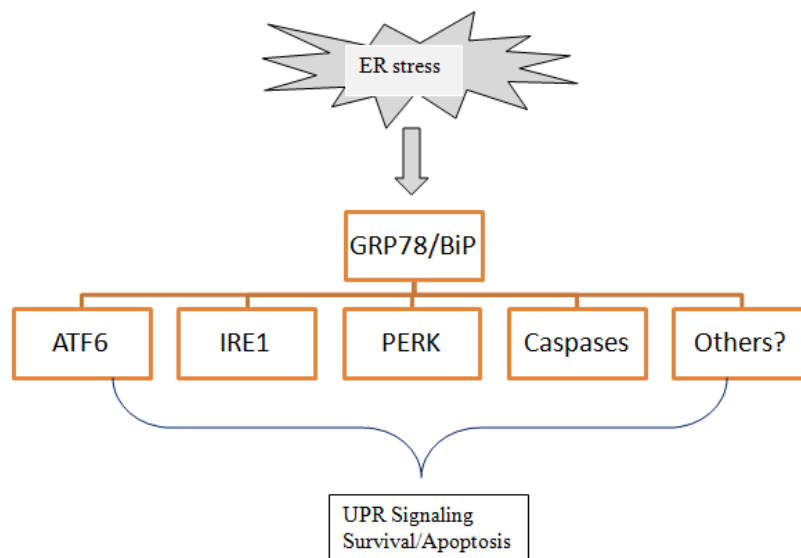 ER stress
GRP78/BiP
ATF6
IRE1
PERK
Caspases
Others?
UPR Signaling
Survival/Apoptosis